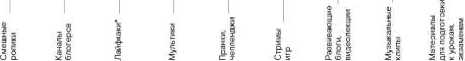 Смешные
ролики
Каналы
блогеров
Лайфхаки*
Мультики
Пранки,
челленджи
Стримы
игр
Развивающие
блоги,
видеолекции
Музыкальные
клипы
Материалы
для подготовки
к урокам,
экзаменам